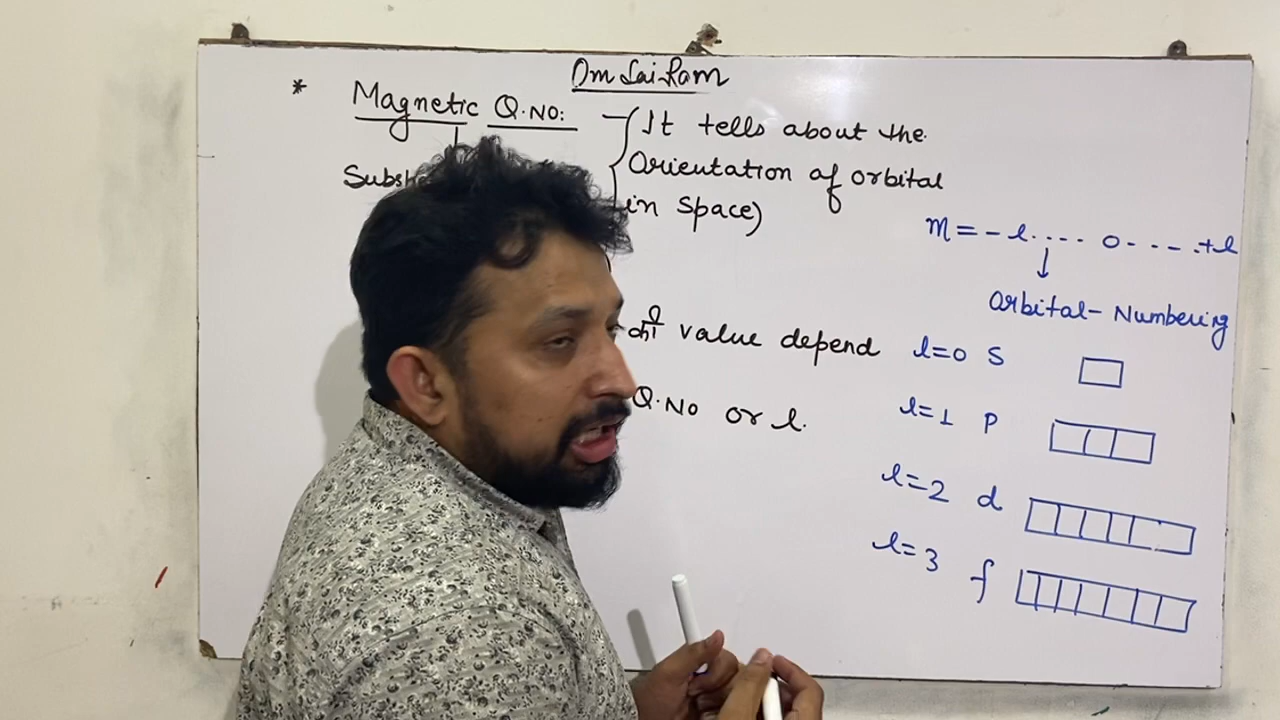 Om Sai Ram
* Magnetic Q.NO:
(It tells about the
Orientation of orbital
in Space)
m = -l .... 0 - - - .+l
Orbital-Numbering
की value depend
Q.No or l.
l=0 S
l=1 P
l=2 d
l=3 f